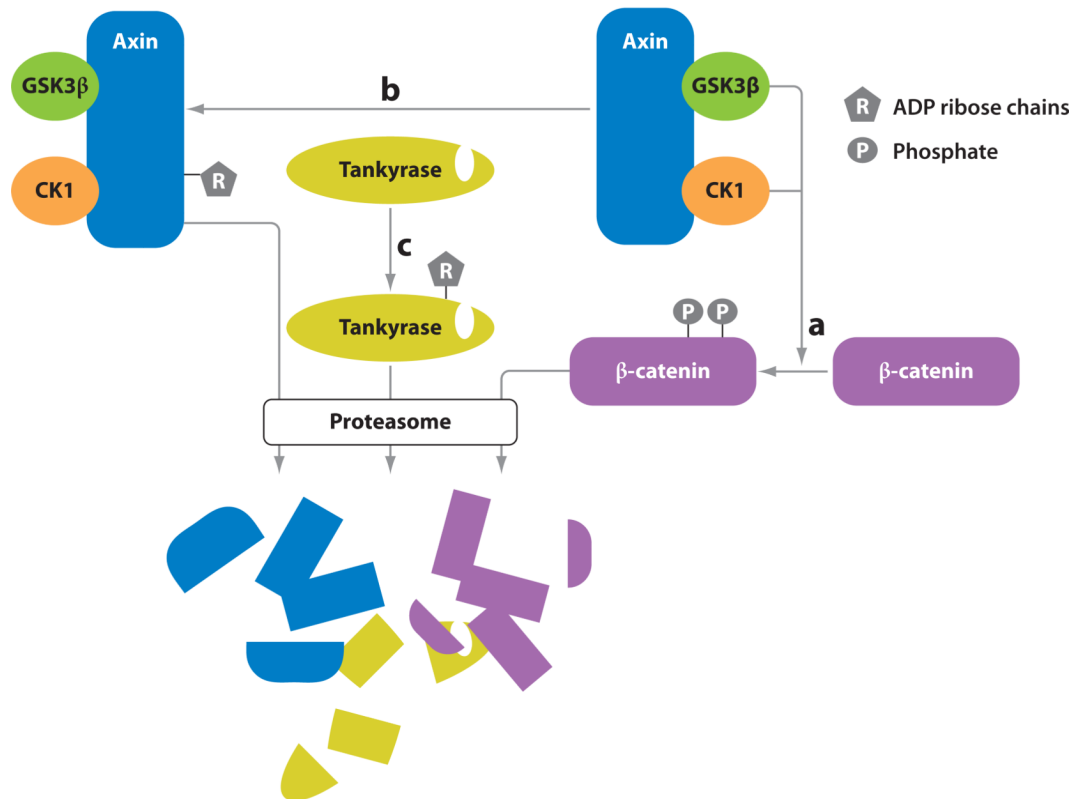 Axin
GSK3β
CK1
R
b
Axin
GSK3β
CK1
R ADP ribose chains
P Phosphate
Tankyrase
c
R
Tankyrase
P P
a
β-catenin
β-catenin
Proteasome